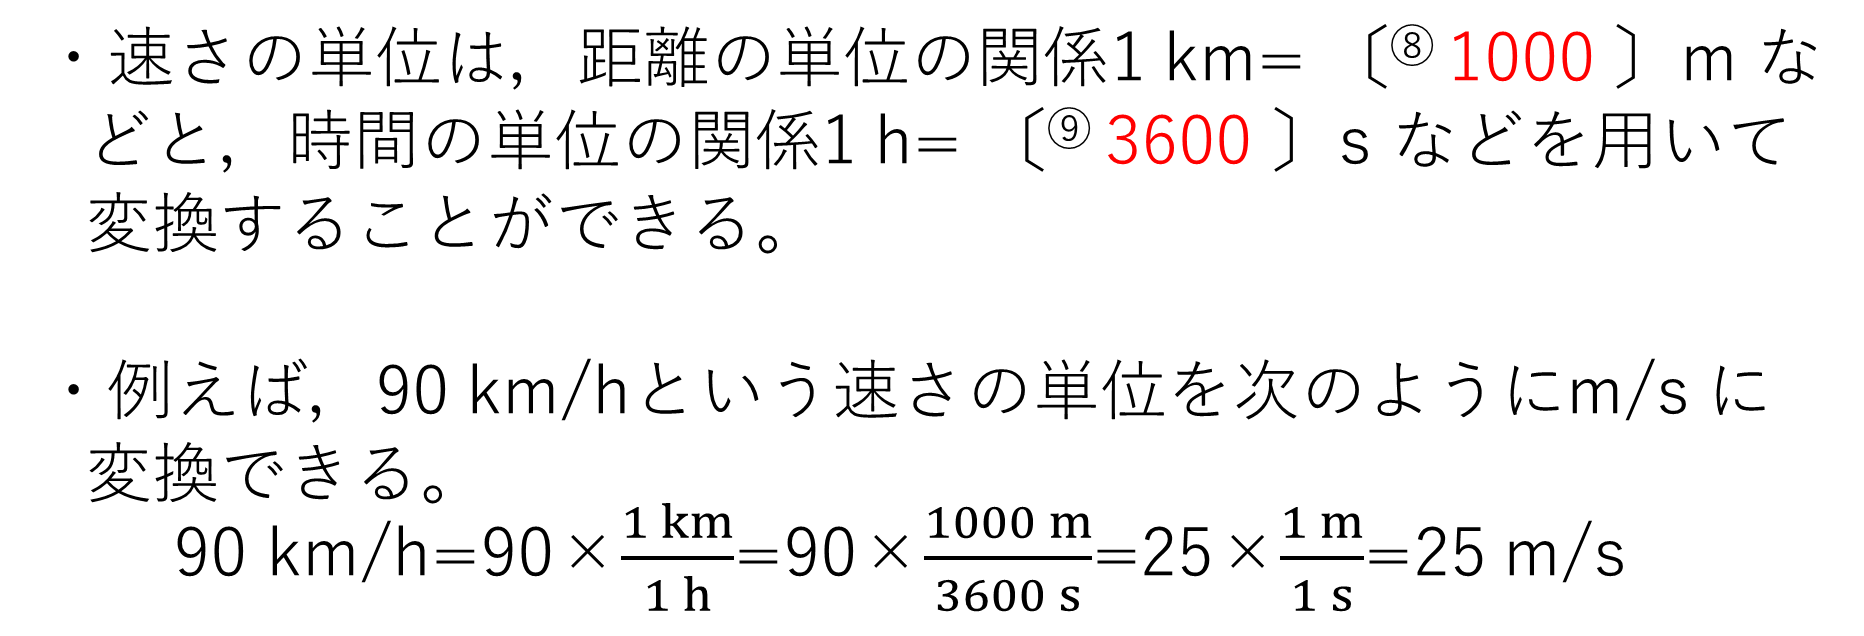 ・速さの単位は，距離の単位の関係1 km= 〔⑧ 1000 〕m な
どと，時間の単位の関係1 h= 〔⑨ 3600 〕s などを用いて
変換することができる。
・例えば，90 km/hという速さの単位を次のようにm/s に
変換できる。
90 km/h=90×\frac{1 km}{1 h}=90×\frac{1000 m}{3600 s}=25×\frac{1 m}{1 s}=25 m/s